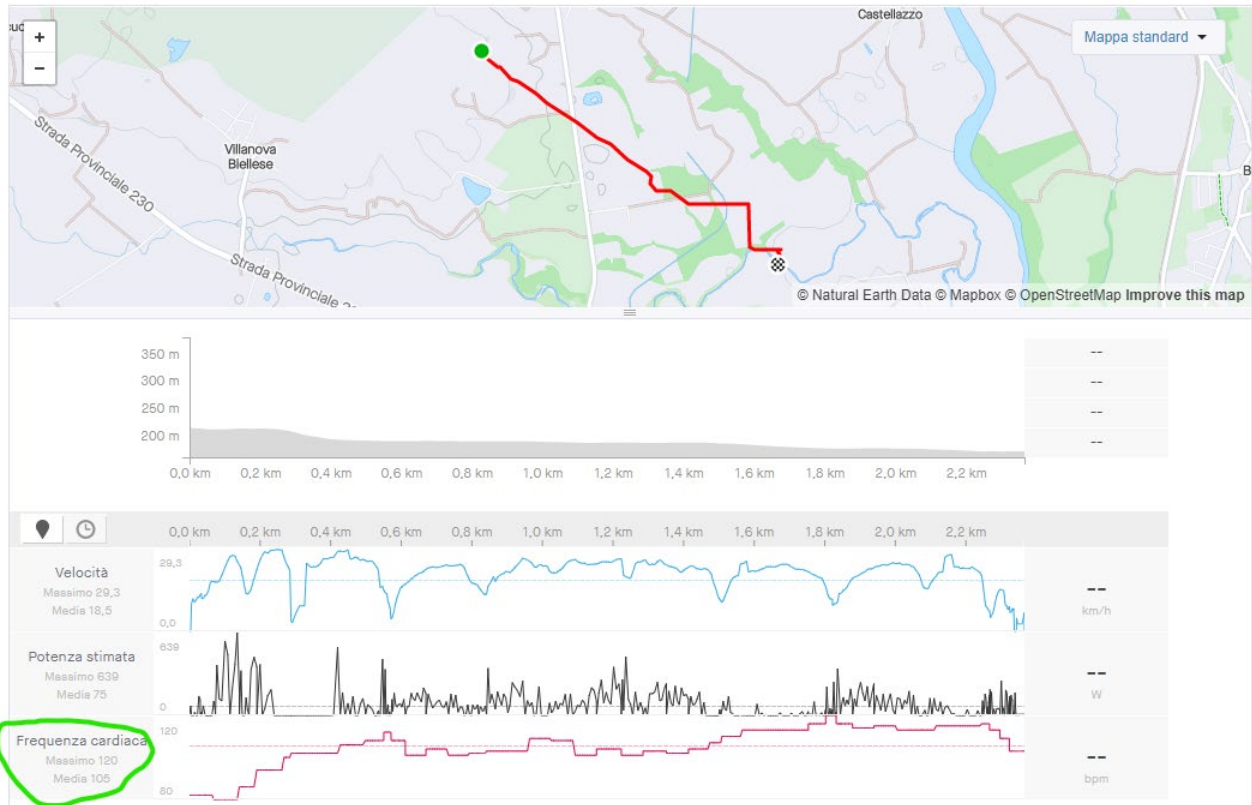 Castellazzo
+
−
Mappa standard
Villanova
Biellese
Strada Provinciale 230
Strada Provinciale
B
© Natural Earth Data © Mapbox © OpenStreetMap Improve this map
350 m
300 m
250 m
200 m
--
--
--
--
0,0 km 0,2 km 0,4 km 0,6 km 0,8 km 1,0 km 1,2 km 1,4 km 1,6 km 1,8 km 2,0 km 2,2 km
0,0 km 0,2 km 0,4 km 0,6 km 0,8 km 1,0 km 1,2 km 1,4 km 1,6 km 1,8 km 2,0 km 2,2 km
Velocità
Massimo 29,3
Media 18,5
29,3
0,0
--
km/h
Potenza stimata
Massimo 639
Media 75
639
0
--
W
Frequenza cardiaca
Massimo 120
Media 105
120
80
--
bpm